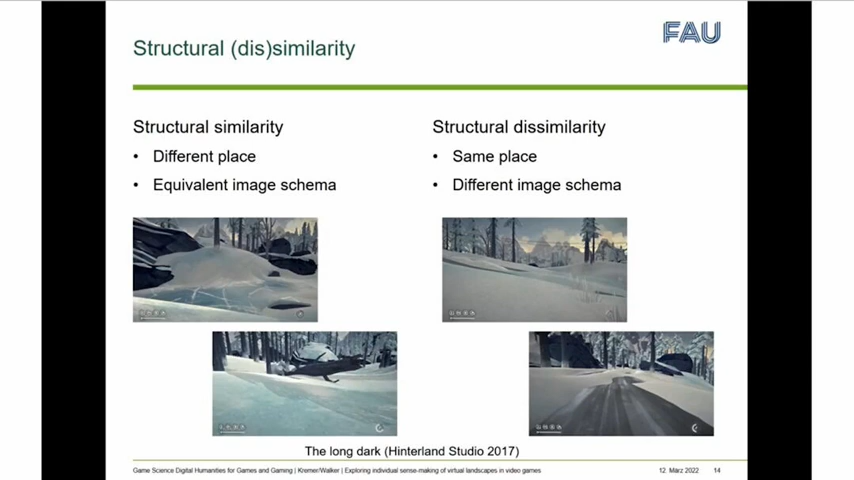 Structural (dis)similarity
FAU
Structural similarity
• Different place
• Equivalent image schema
Structural dissimilarity
• Same place
• Different image schema
The long dark (Hinterland Studio 2017)
Game Science Digital Humanities for Games and Gaming | Kremer/Walker | Exploring individual sense-making of virtual landscapes in video games
12. März 2022
14